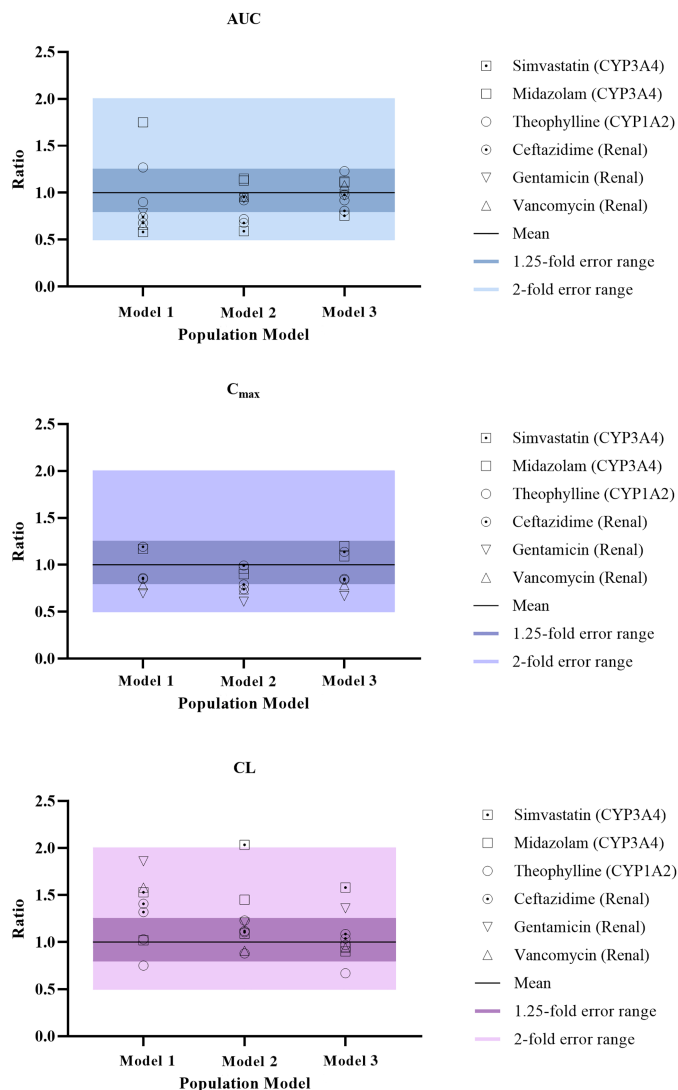 AUC
2.5
2.0
1.5
1.0
0.5
0.0
Ratio
Model 1
Model 2
Model 3
Population Model
Simvastatin (CYP3A4)
Midazolam (CYP3A4)
Theophylline (CYP1A2)
Ceftazidime (Renal)
Gentamicin (Renal)
Vancomycin (Renal)
Mean
1.25-fold error range
2-fold error range
Cmax
2.5
2.0
1.5
1.0
0.5
0.0
Ratio
Model 1
Model 2
Model 3
Population Model
Simvastatin (CYP3A4)
Midazolam (CYP3A4)
Theophylline (CYP1A2)
Ceftazidime (Renal)
Gentamicin (Renal)
Vancomycin (Renal)
Mean
1.25-fold error range
2-fold error range
CL
2.5
2.0
1.5
1.0
0.5
0.0
Ratio
Model 1
Model 2
Model 3
Population Model
Simvastatin (CYP3A4)
Midazolam (CYP3A4)
Theophylline (CYP1A2)
Ceftazidime (Renal)
Gentamicin (Renal)
Vancomycin (Renal)
Mean
1.25-fold error range
2-fold error range